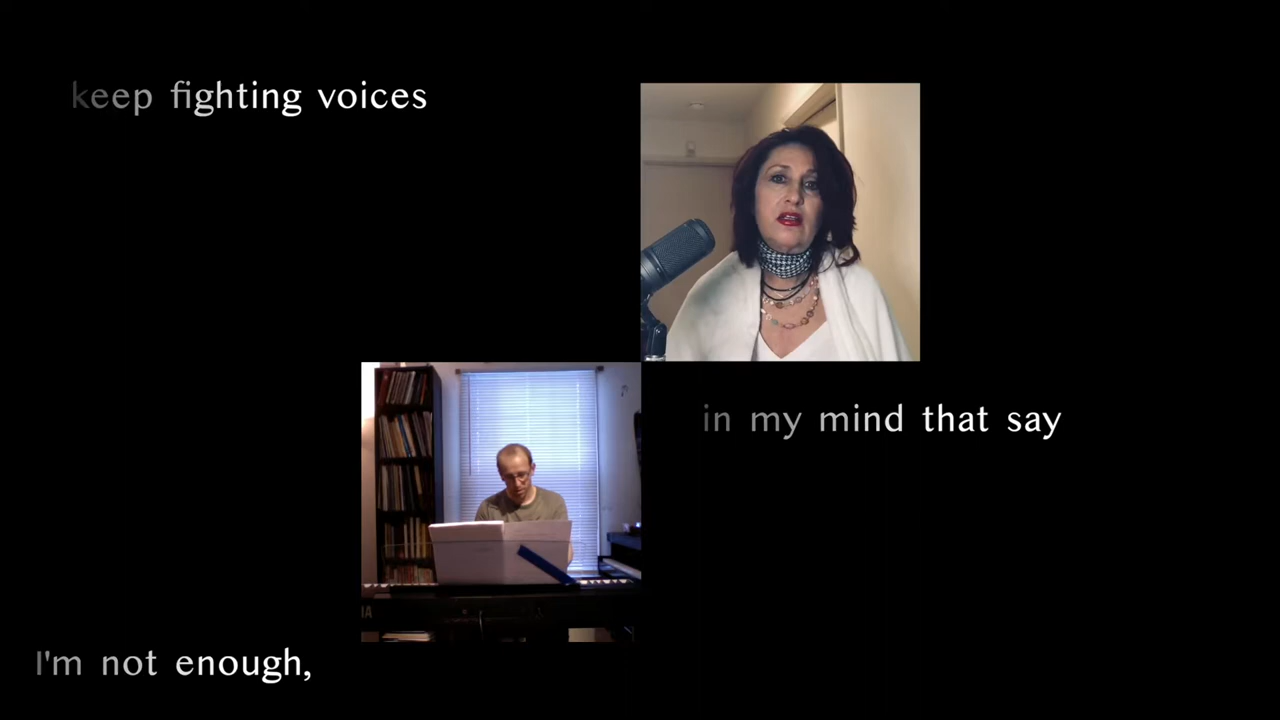 keep fighting voices
in my mind that say
I'm not enough,